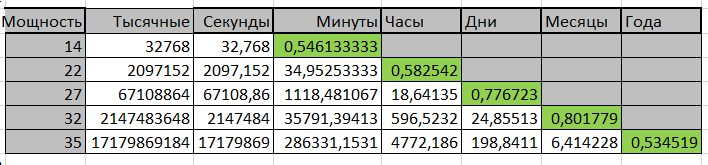 Мощность Тысячные Секунды Минуты Часы Дни Месяцы Года
14 32768 32,768 0,546133333
22 2097152 2097,152 34,95253333 0,582542
27 67108864 67108,86 1118,481067 18,64135 0,776723
32 2147483648 2147484 35791,39413 596,5232 24,85513 0,801779
35 17179869184 17179869 286331,1531 4772,186 198,8411 6,414228 0,534519